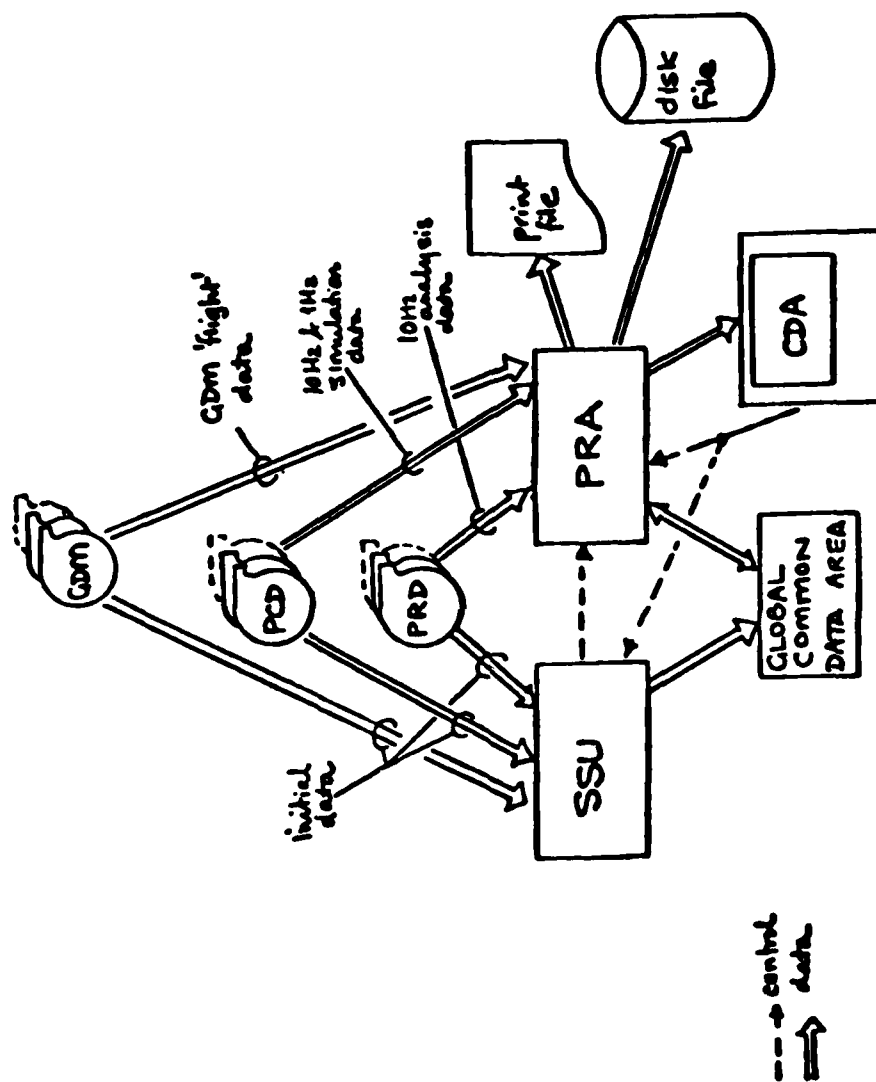 GDM
GDM 'flight'
data
PCD
10Hz & 1Hz
simulation
data
PRD
10Hz
analysis
data
initial
data
SSU
PRA
print
file
disk
file
GLOBAL
COMMON
DATA AREA
CDA
control
data